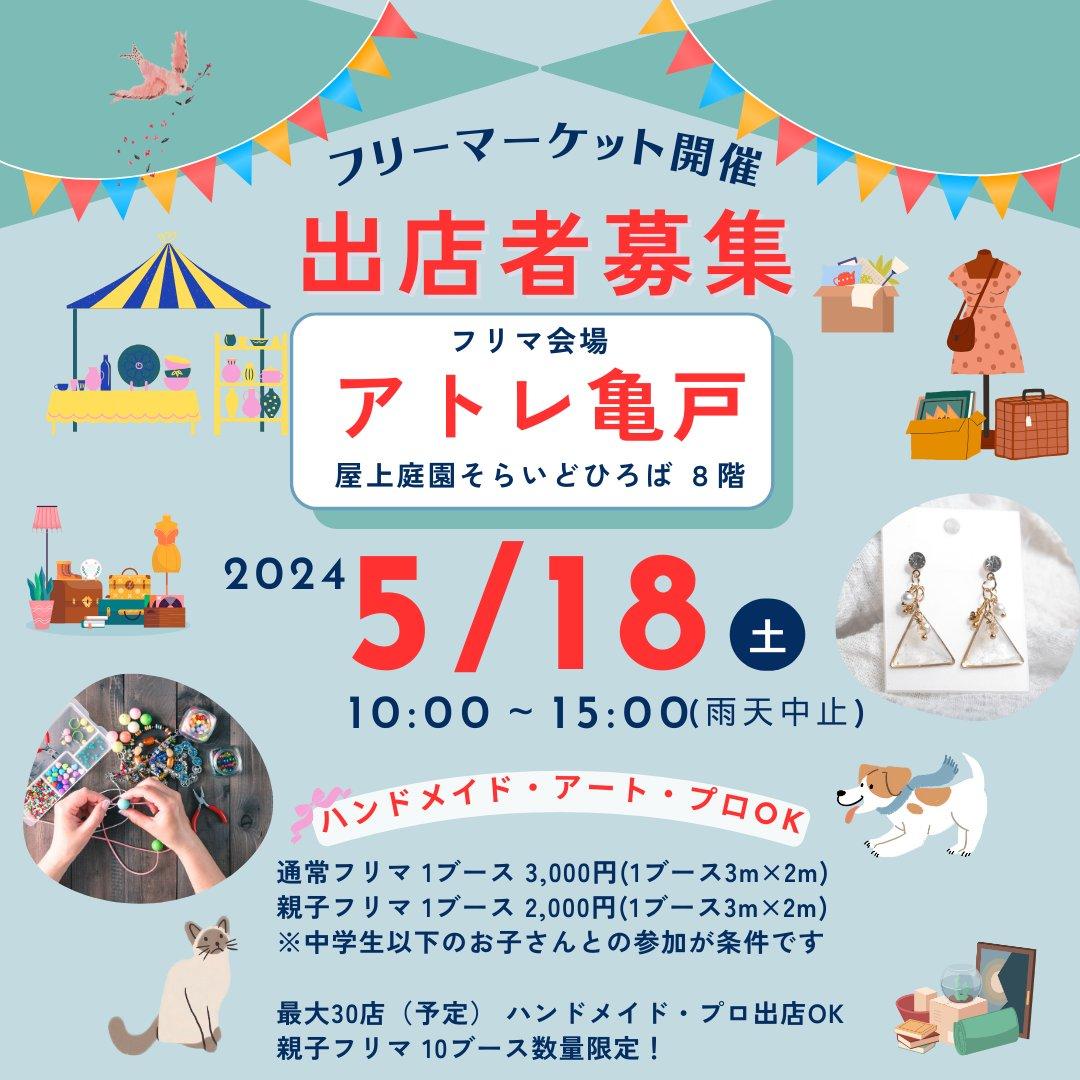 フリーマーケット開催
出店者募集
フリマ会場
アトレ亀戸
屋上庭園そらいどひろば 8階
2024 5/18 土
10:00 ~ 15:00(雨天中止)
ハンドメイド・アート・プロOK
通常フリマ 1ブース 3,000円(1ブース3m×2m)
親子フリマ 1ブース 2,000円(1ブース3m×2m)
※中学生以下のお子さんとの参加が条件です
最大30店（予定） ハンドメイド・プロ出店OK
親子フリマ 10ブース数量限定！